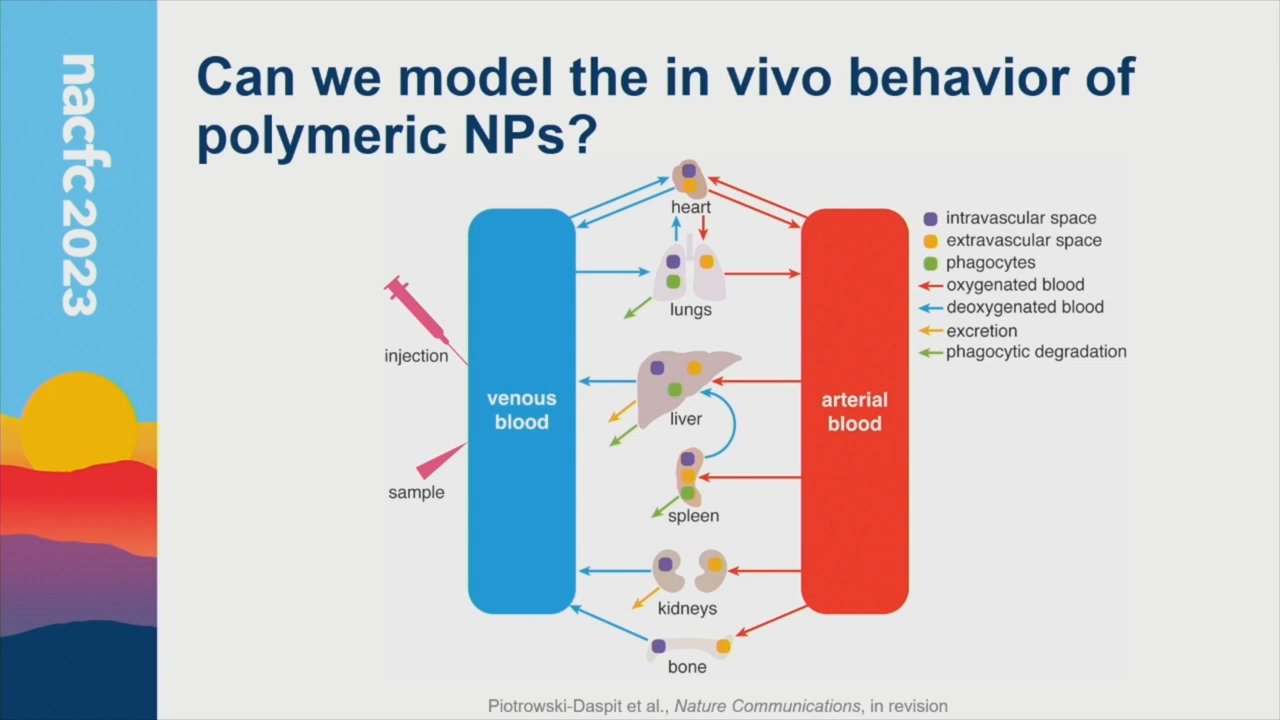 nacfc 2023
Can we model the in vivo behavior of
polymeric NPs?
heart
lungs
liver
spleen
kidneys
bone
injection
sample
venous
blood
arterial
blood
intravascular space
extravascular space
phagocytes
oxygenated blood
deoxygenated blood
excretion
phagocytic degradation
Piotrowski-Daspit et al., Nature Communications, in revision